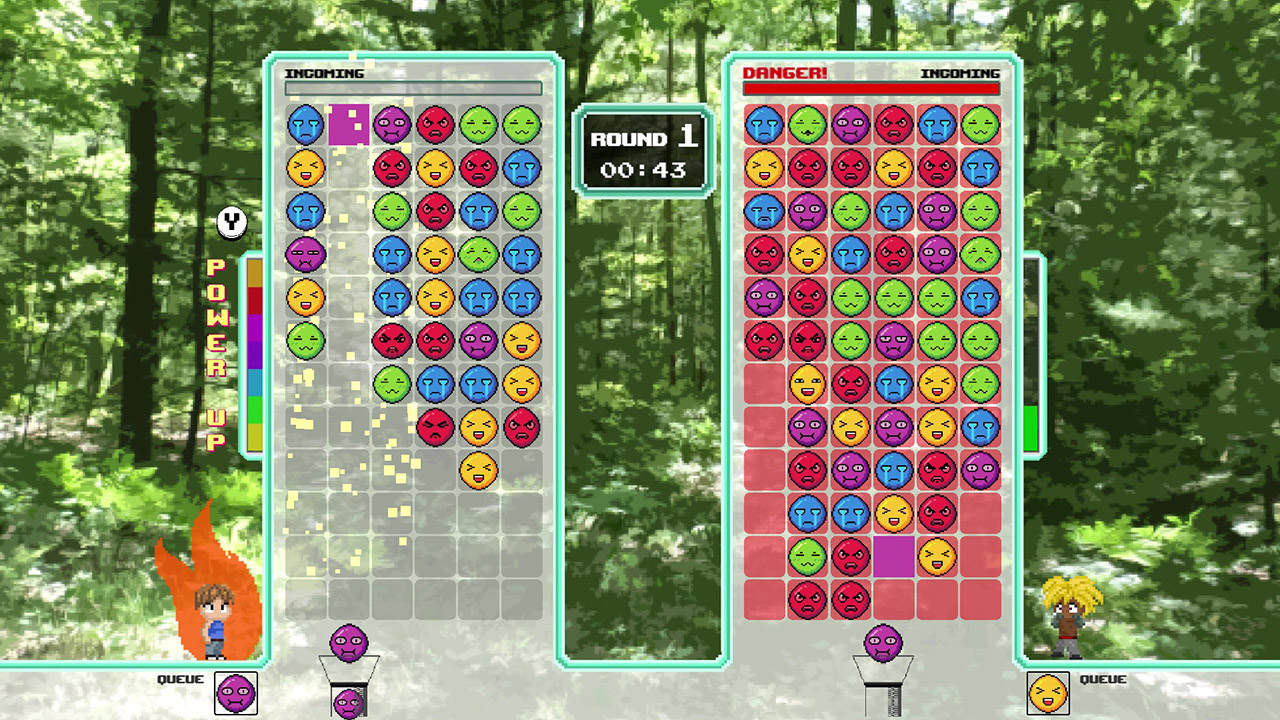 INCOMING
DANGER! INCOMING
ROUND 1
00:43
Y
POWER UP
QUEUE
QUEUE